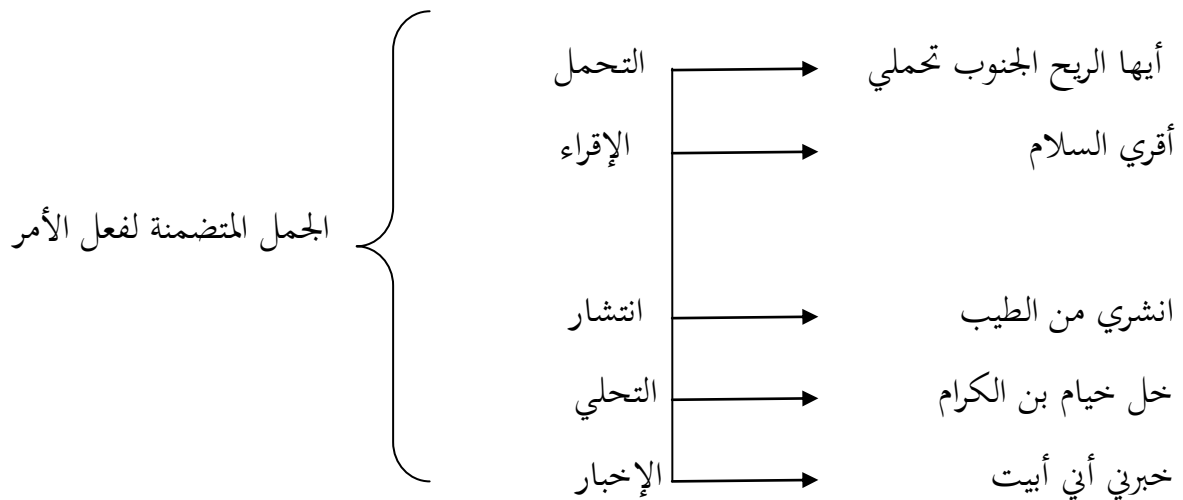 أيها الريح الجنوب تحملي التحمل
أقري السلام الإقراء
الجمل المتضمنة لفعل الأمر
انشري من الطيب انتشار
خل خيام بن الكرام التحلي
خبرني أني أبيت الإخبار